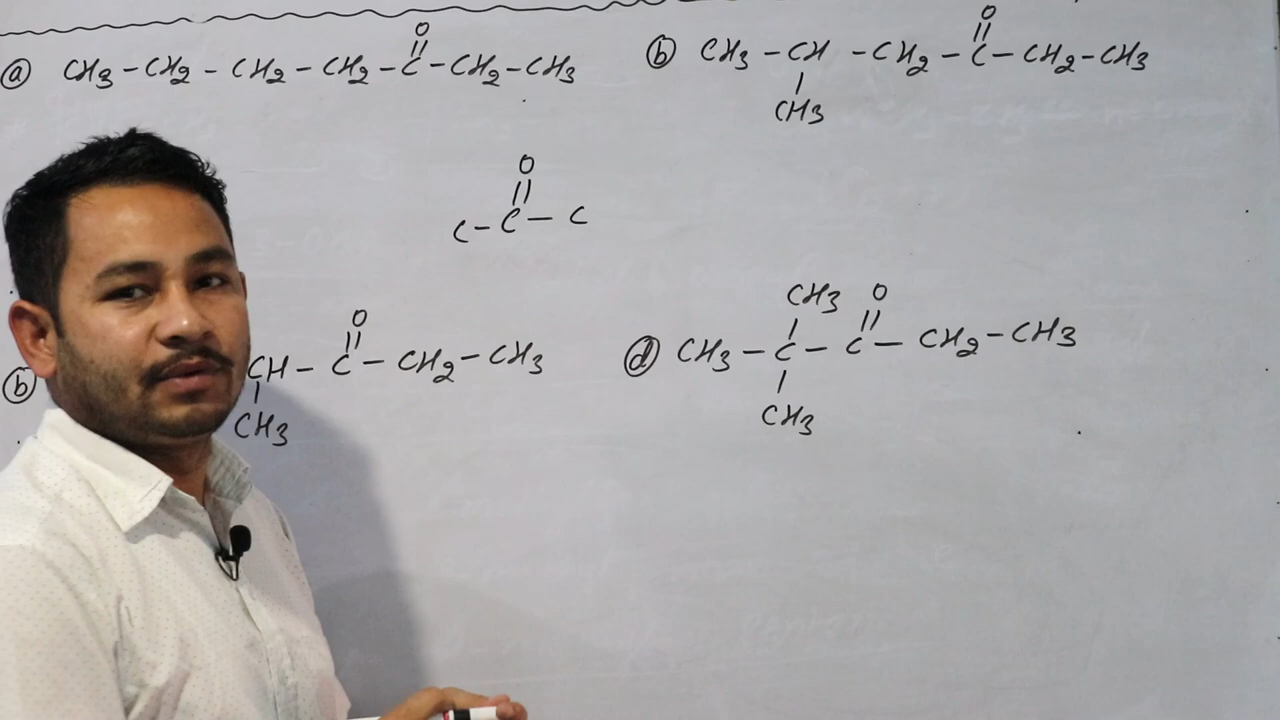 ⓐ CH3-CH2-CH2-CH2-C-CH2-CH3
O
ⓑ CH3-CH-CH2-C-CH2-CH3
O
CH3
O
C-C-C
ⓑ CH-C-CH2-CH3
O
CH3
CH3 O
ⓓ CH3-C-C-CH2-CH3
CH3